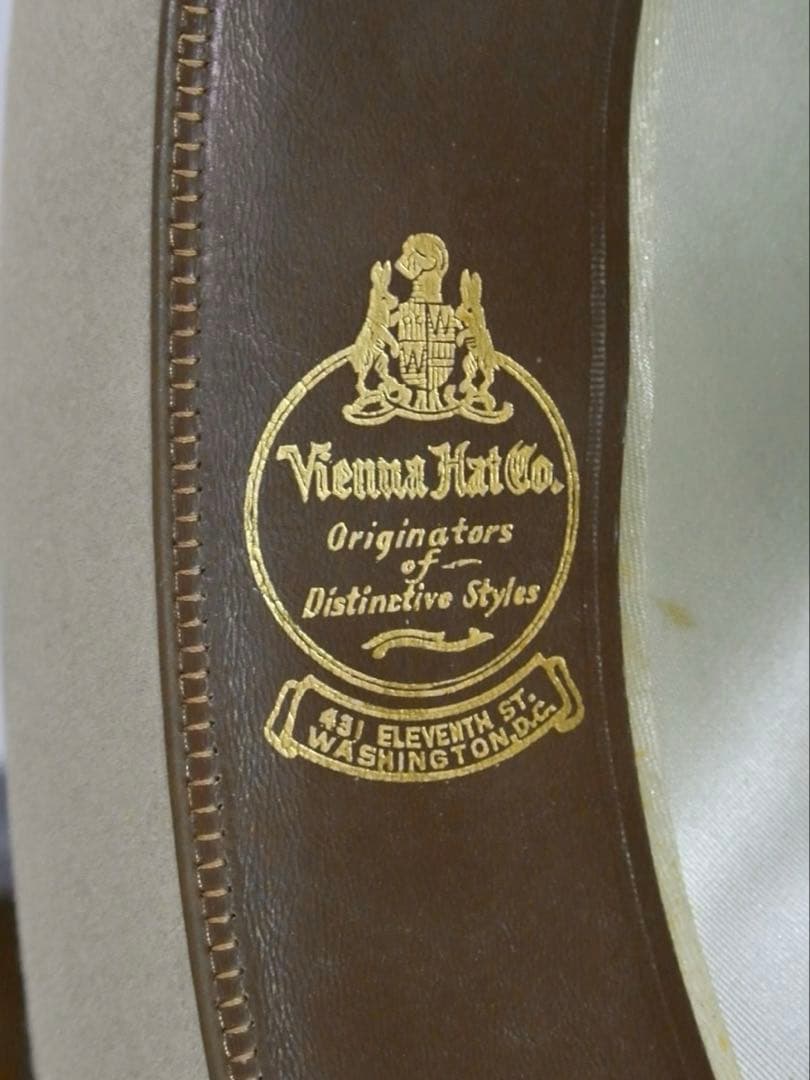 Vienna Hat Co.
Originators
of
Distinctive Styles
431 ELEVENTH ST.
WASHINGTON, D.C.